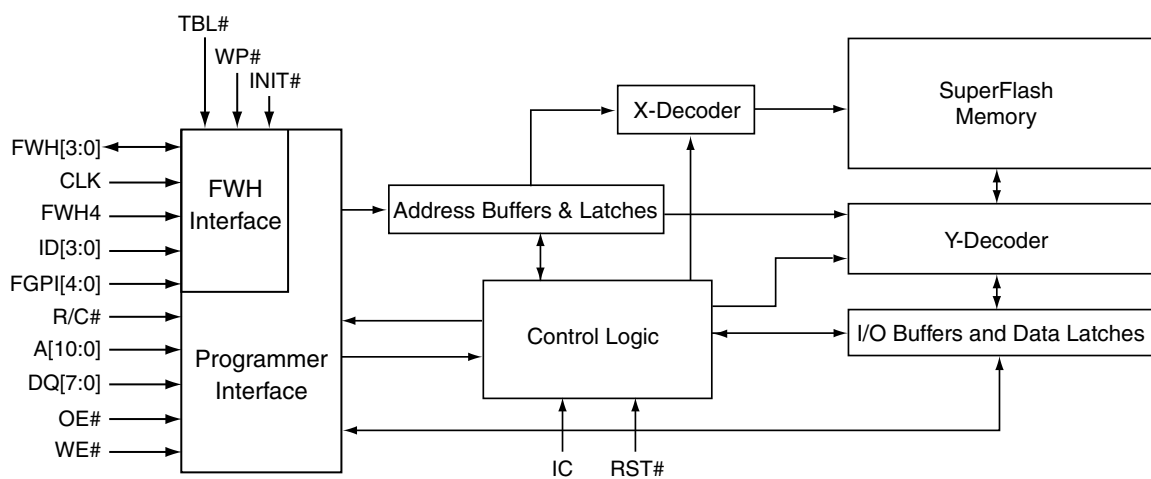 TBL#
WP#
INIT#
FWH[3:0]
CLK
FWH4
ID[3:0]
FGPI[4:0]
R/C#
A[10:0]
DQ[7:0]
OE#
WE#
FWH
Interface
Programmer
Interface
Address Buffers & Latches
X-Decoder
SuperFlash
Memory
Y-Decoder
Control Logic
I/O Buffers and Data Latches
IC
RST#